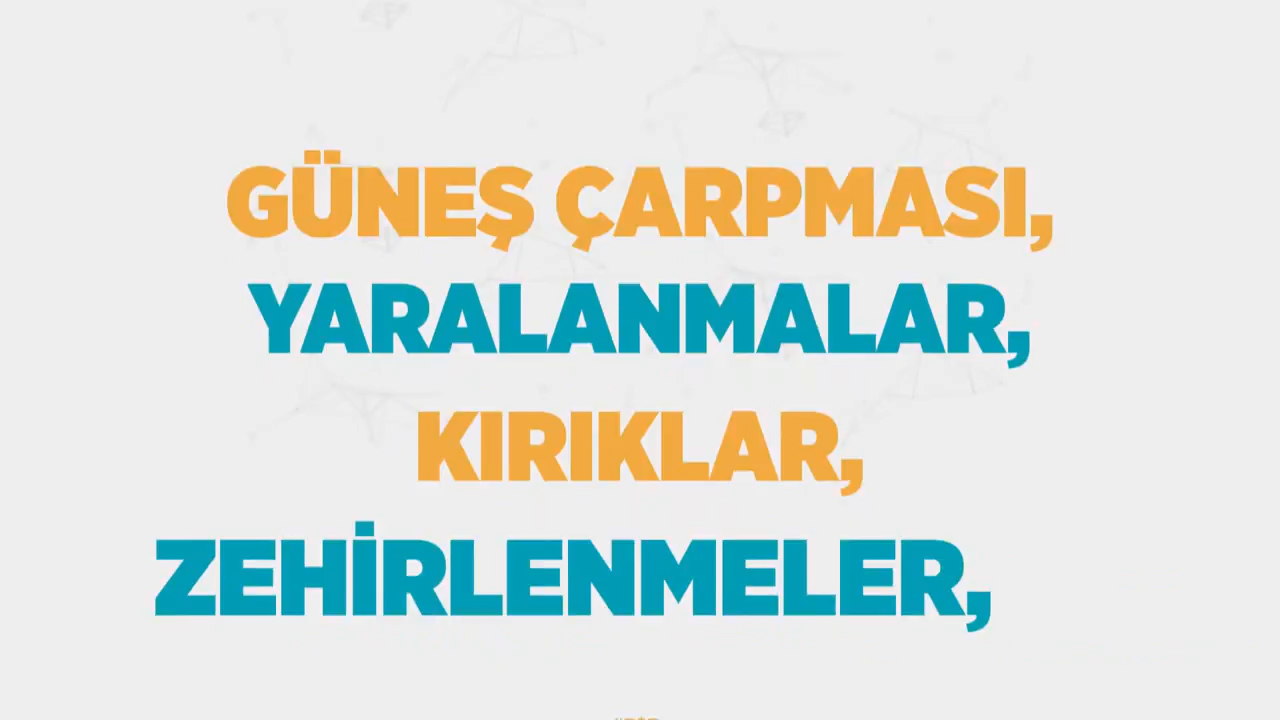 GÜNEŞ ÇARPMASI,
YARALANMALAR,
KIRIKLAR,
ZEHİRLENMELER,